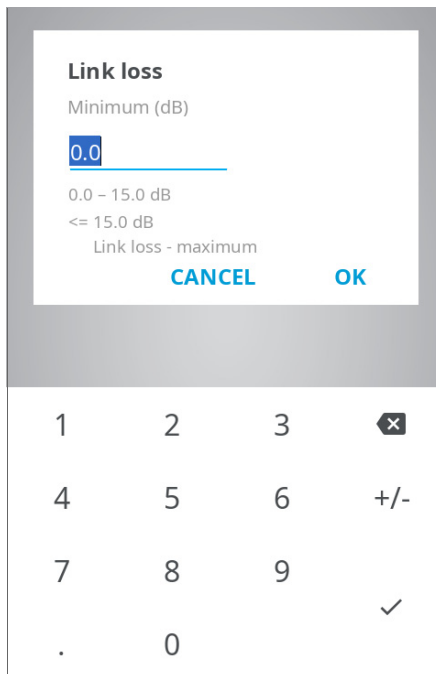 Link loss
Minimum (dB)
0.0
0.0 – 15.0 dB
<= 15.0 dB
Link loss - maximum
CANCEL OK
1 2 3
4 5 6 +/-
7 8 9
. 0